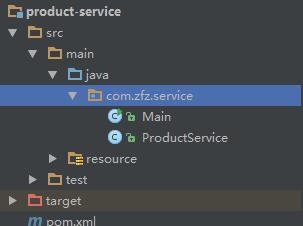 product-service
src
main
java
com.zfz.service
Main
ProductService
resource
test
target
pom.xml